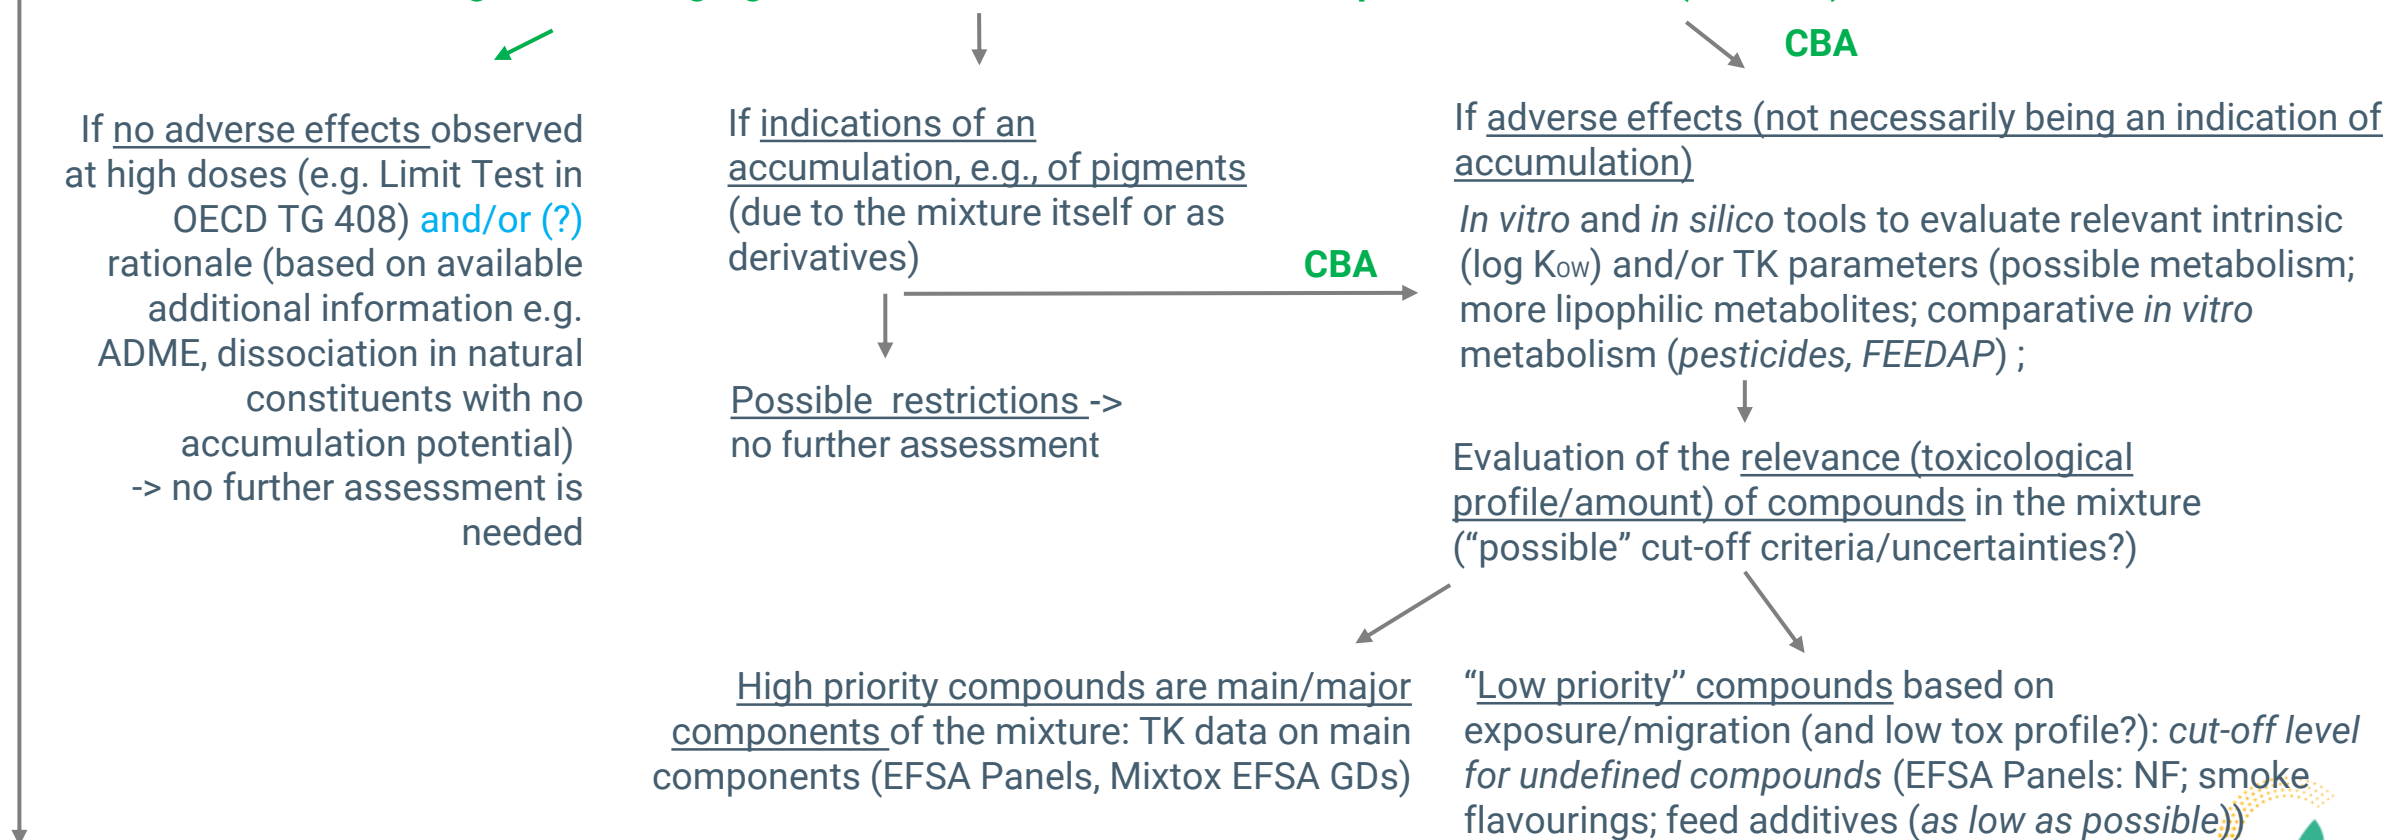 CBA
If no adverse effects observed
at high doses (e.g. Limit Test in
OECD TG 408) and/or (?)
rationale (based on available
additional information e.g.
ADME, dissociation in natural
constituents with no
accumulation potential)
-> no further assessment is
needed
If indications of an
accumulation, e.g., of pigments
(due to the mixture itself or as
derivatives)
CBA
Possible restrictions ->
no further assessment
If adverse effects (not necessarily being an indication of
accumulation)
In vitro and in silico tools to evaluate relevant intrinsic
(log Kow) and/or TK parameters (possible metabolism;
more lipophilic metabolites; comparative in vitro
metabolism (pesticides, FEEDAP) ;
Evaluation of the relevance (toxicological
profile/amount) of compounds in the mixture
(“possible” cut-off criteria/uncertainties?)
High priority compounds are main/major
components of the mixture: TK data on main
components (EFSA Panels, Mixtox EFSA GDs)
“Low priority” compounds based on
exposure/migration (and low tox profile?): cut-off level
for undefined compounds (EFSA Panels: NF; smoke
flavourings; feed additives (as low as possible))